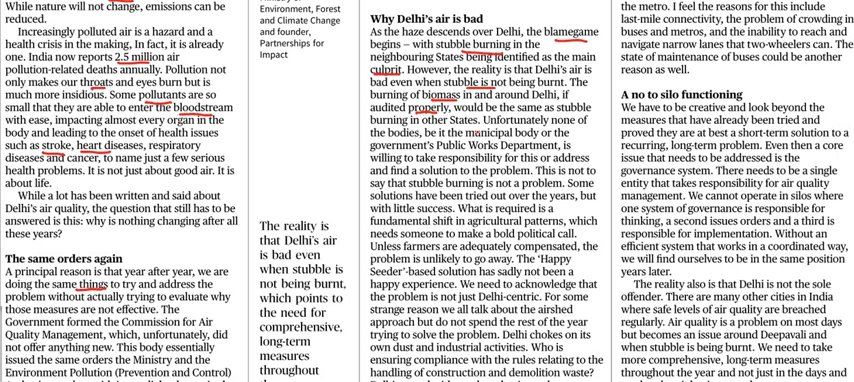 While nature will not change, emissions can be
reduced.
Increasingly polluted air is a hazard and a
health crisis in the making, In fact, it is already
one. India now reports 2.5 million air
pollution-related deaths annually. Pollution not
only makes our throats and eyes burn but is
much more insidious. Some pollutants are so
small that they are able to enter the bloodstream
with ease, impacting almost every organ in the
body and leading to the onset of health issues
such as stroke, heart diseases, respiratory
diseases and cancer, to name just a few serious
health problems. It is not just about good air. It is
about life.
While a lot has been written and said about
Delhi's air quality, the question that still has to be
answered is this: why is nothing changing after all
these years?
The same orders again
A principal reason is that year after year, we are
doing the same things to try and address the
problem without actually trying to evaluate why
those measures are not effective. The
Government formed the Commission for Air
Quality Management, which, unfortunately, did
not offer anything new. This body essentially
issued the same orders the Ministry and the
Environment Pollution (Prevention and Control)
Environment, Forest
and Climate Change
and founder,
Partnerships for
Impact
The reality is
that Delhi's air
is bad even
when stubble is
not being burnt,
which points to
the need for
comprehensive,
long-term
measures
throughout
Why Delhi's air is bad
As the haze descends over Delhi, the blamegame
begins – with stubble burning in the
neighbouring States being identified as the main
culprit. However, the reality is that Delhi's air is
bad even when stubble is not being burnt. The
burning of biomass in and around Delhi, if
audited properly, would be the same as stubble
burning in other States. Unfortunately none of
the bodies, be it the municipal body or the
government's Public Works Department, is
willing to take responsibility for this or address
and find a solution to the problem. This is not to
say that stubble burning is not a problem. Some
solutions have been tried out over the years, but
with little success. What is required is a
fundamental shift in agricultural patterns, which
needs someone to make a bold political call.
Unless farmers are adequately compensated, the
problem is unlikely to go away. The 'Happy
Seeder'-based solution has sadly not been a
happy experience. We need to acknowledge that
the problem is not just Delhi-centric. For some
strange reason we all talk about the airshed
approach but do not spend the rest of the year
trying to solve the problem. Delhi chokes on its
own dust and industrial activities. Who is
ensuring compliance with the rules relating to the
handling of construction and demolition waste?
the metro. I feel the reasons for this include
last-mile connectivity, the problem of crowding in
buses and metros, and the inability to reach and
navigate narrow lanes that two-wheelers can. The
state of maintenance of buses could be another
reason as well.
A no to silo functioning
We have to be creative and look beyond the
measures that have already been tried and
proved they are at best a short-term solution to a
recurring, long-term problem. Even then a core
issue that needs to be addressed is the
governance system. There needs to be a single
entity that takes responsibility for air quality
management. We cannot operate in silos where
one system of governance is responsible for
thinking, a second issues orders and a third is
responsible for implementation. Without an
efficient system that works in a coordinated way,
we will find ourselves to be in the same position
years later.
The reality also is that Delhi is not the sole
offender. There are many other cities in India
where safe levels of air quality are breached
regularly. Air quality is a problem on most days
but becomes an issue around Deepavali and
when stubble is being burnt. We need to take
more comprehensive, long-term measures
throughout the year and not just in the days and